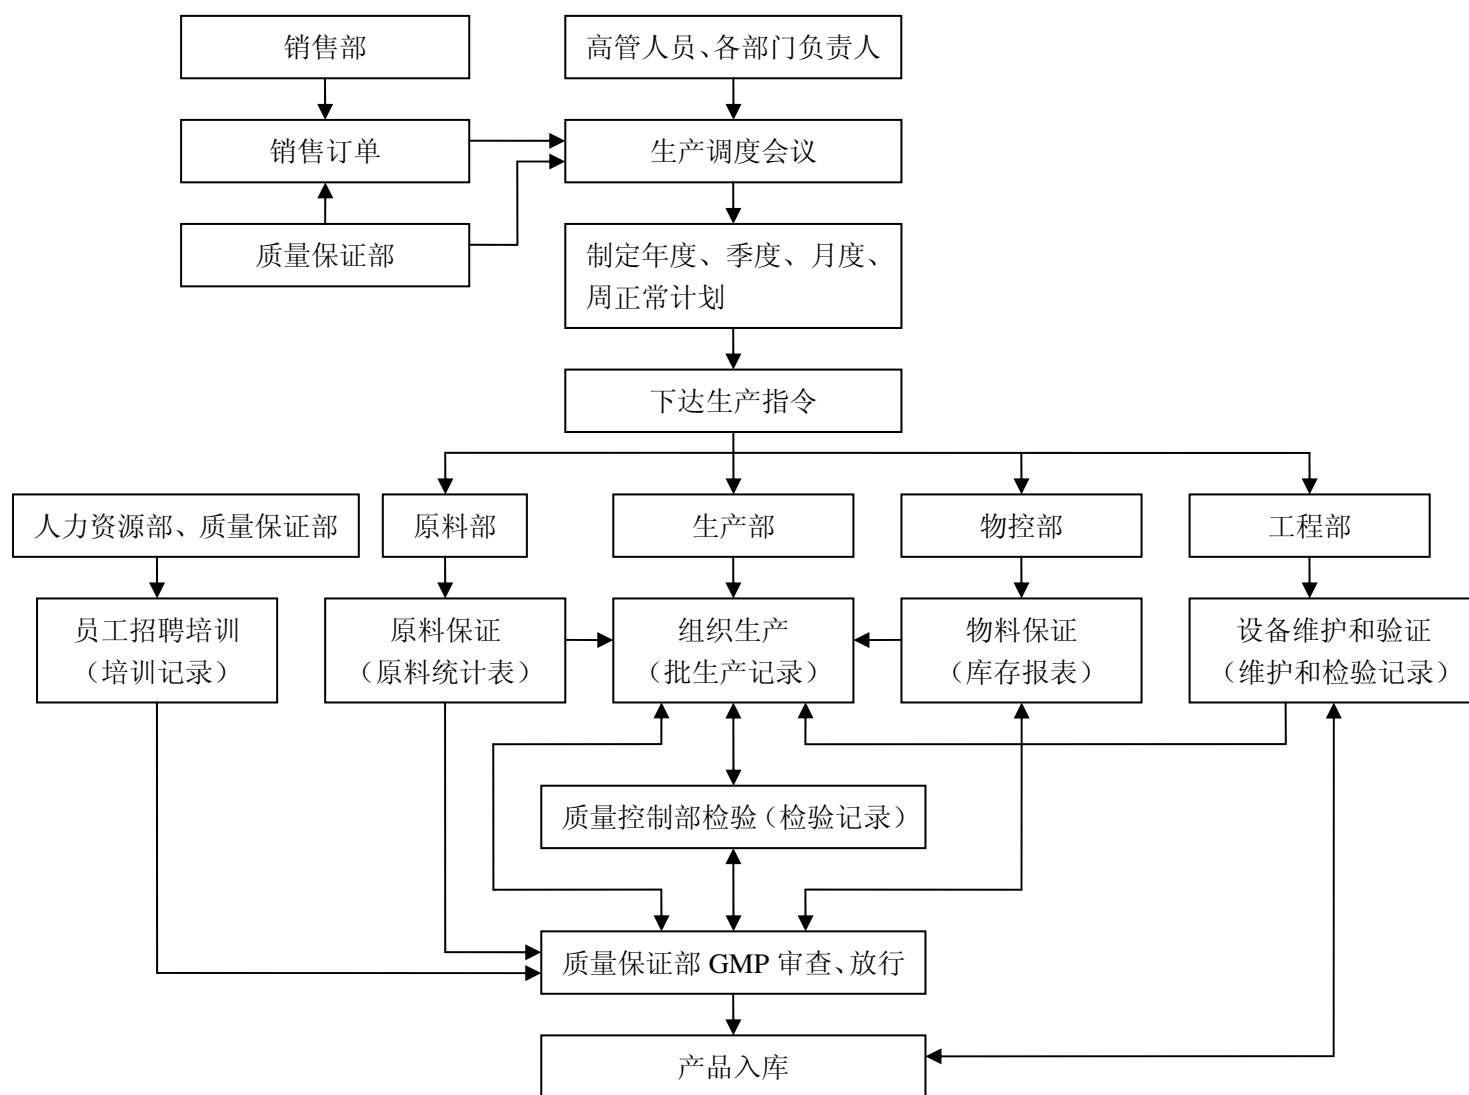 销售部
高管人员、各部门负责人
销售订单
生产调度会议
质量保证部
制定年度、季度、月度、
周正常计划
下达生产指令
人力资源部、质量保证部
原料部
生产部
物控部
工程部
员工招聘培训
（培训记录）
原料保证
（原料统计表）
组织生产
（批生产记录）
物料保证
（库存报表）
设备维护和验证
（维护和检验记录）
质量控制部检验（检验记录）
质量保证部 GMP 审查、放行
产品入库